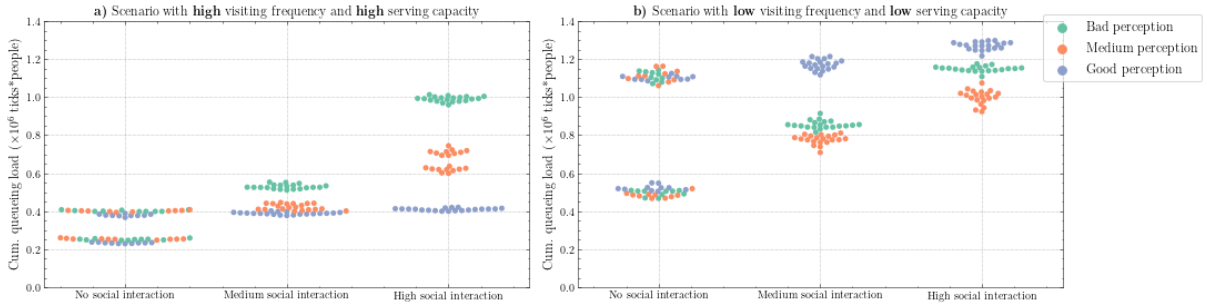 a) Scenario with high visiting frequency and high serving capacity
Cum. queueing load (×10⁶ ticks*people)
1.4
1.2
1.0
0.8
0.6
0.4
0.2
0.0
No social interaction
Medium social interaction
High social interaction
b) Scenario with low visiting frequency and low serving capacity
Cum. queueing load (×10⁶ ticks*people)
1.4
1.2
1.0
0.8
0.6
0.4
0.2
0.0
No social interaction
Medium social interaction
High social interaction
Bad perception
Medium perception
Good perception